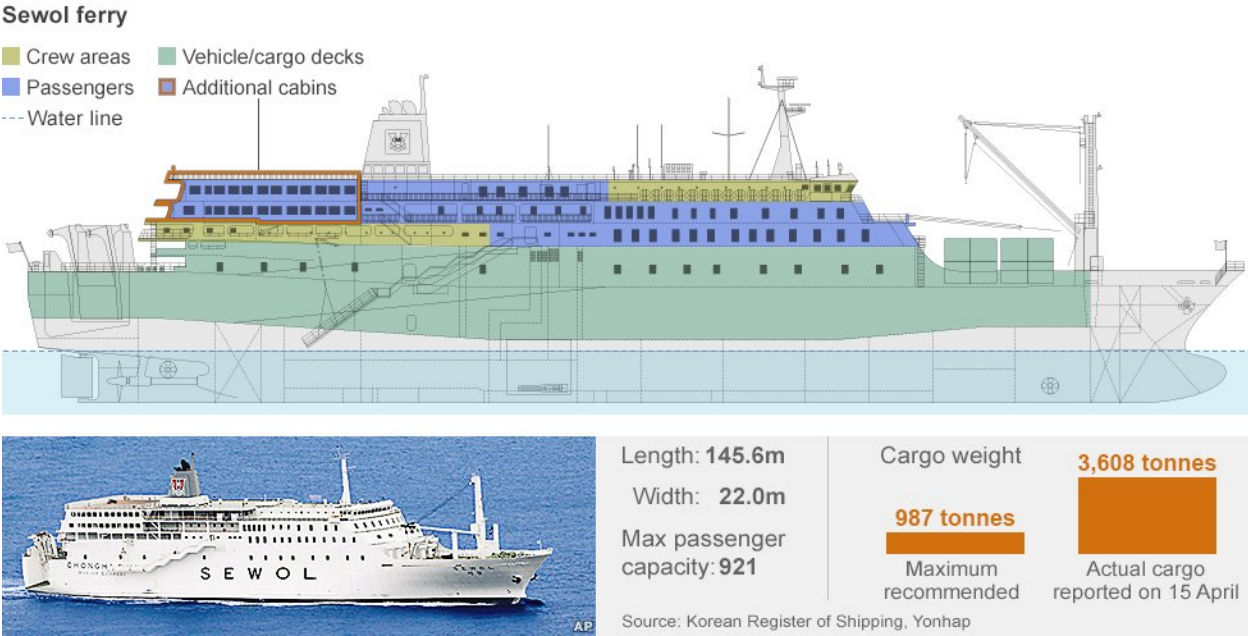 Sewol ferry
Crew areas
Vehicle/cargo decks
Passengers
Additional cabins
Water line
SEWOL
AP
Length: 145.6m
Width: 22.0m
Max passenger
capacity: 921
Cargo weight
987 tonnes
Maximum
recommended
3,608 tonnes
Actual cargo
reported on 15 April
Source: Korean Register of Shipping, Yonhap